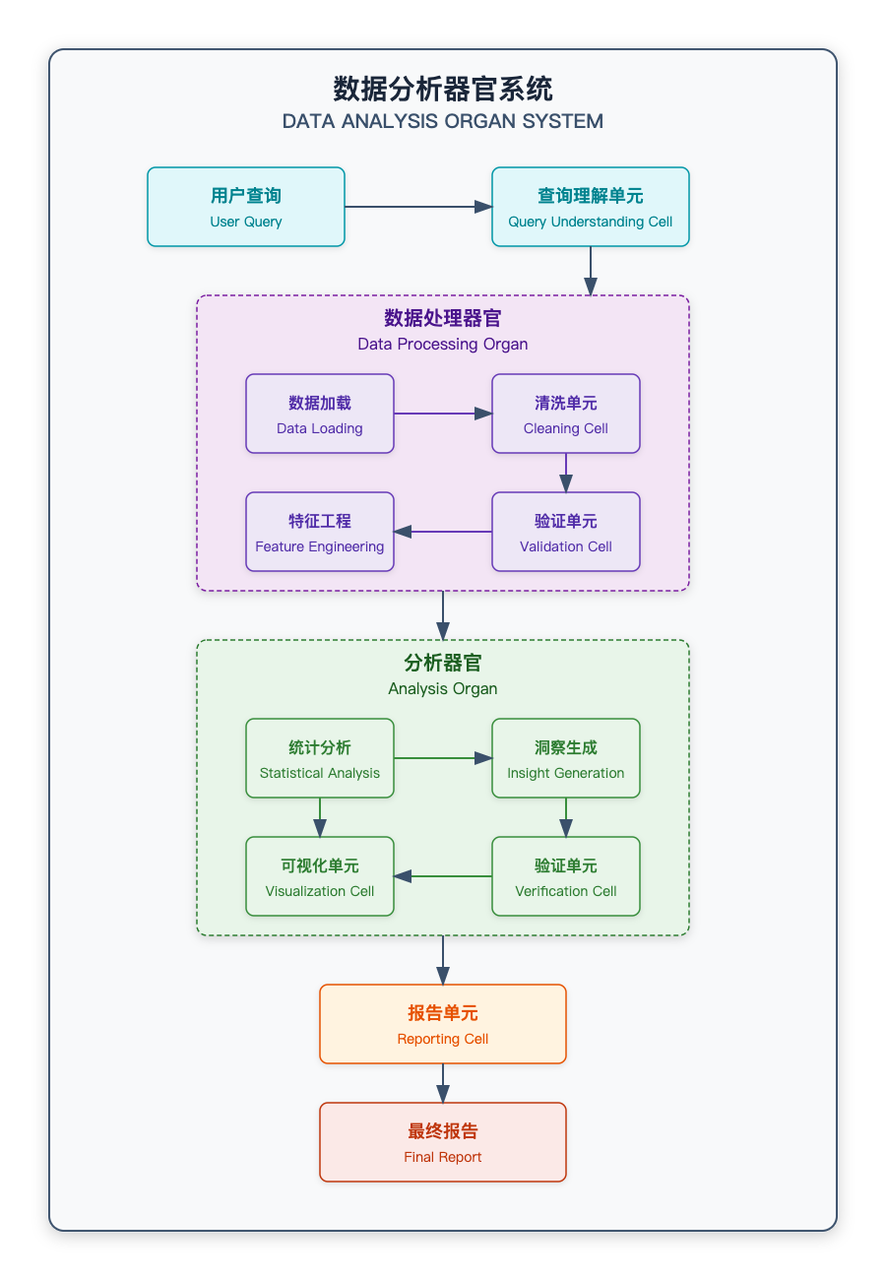 数据分析器官系统
DATA ANALYSIS ORGAN SYSTEM
用户查询
User Query
查询理解单元
Query Understanding Cell
数据处理器官
Data Processing Organ
数据加载
Data Loading
清洗单元
Cleaning Cell
特征工程
Feature Engineering
验证单元
Validation Cell
分析器官
Analysis Organ
统计分析
Statistical Analysis
洞察生成
Insight Generation
可视化单元
Visualization Cell
验证单元
Verification Cell
报告单元
Reporting Cell
最终报告
Final Report